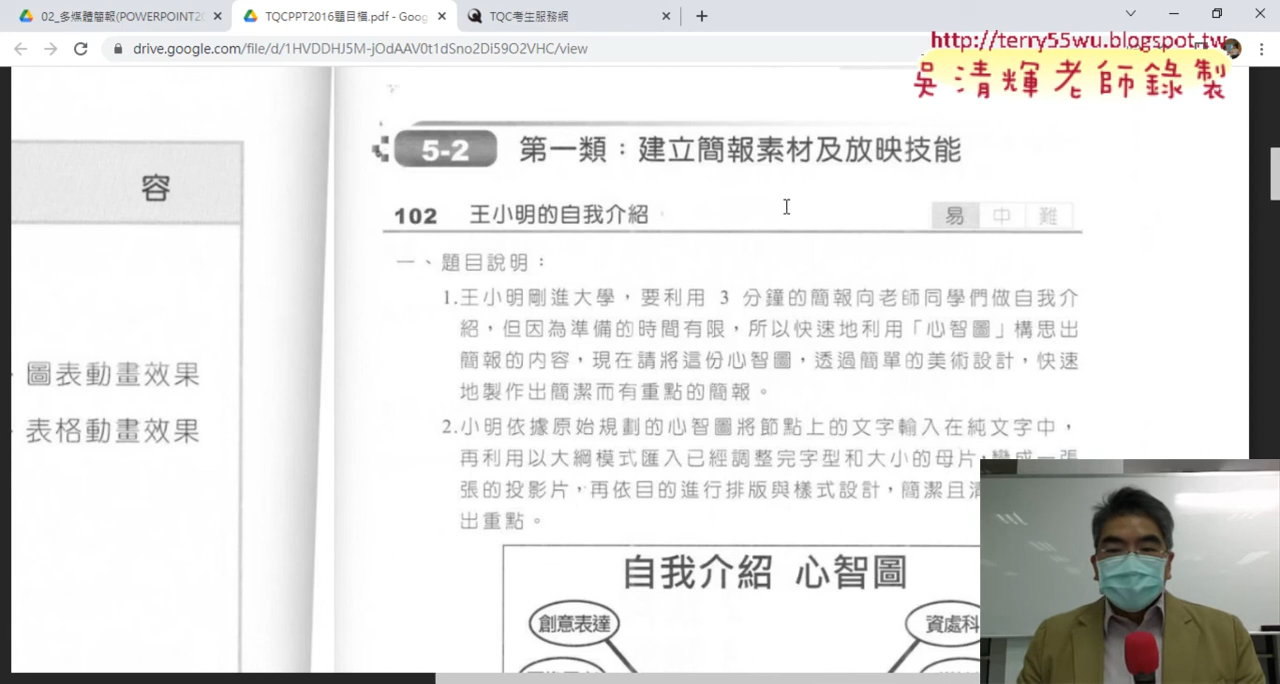 02_多媒體簡報(POWERPOINT20
TQCPPT2016題目檔.pdf - Goog
TQC考生服務網
drive.google.com/file/d/1HVDDHJ5M-jOdAAV0t1dSno2Di59O2VHC/view
http://terry55wu.blogspot.tw
吳清輝老師錄製
容
圖表動畫效果
表格動畫效果
5-2 第一類：建立簡報素材及放映技能
102 王小明的自我介紹 易 中 難
一、題目說明：
1.王小明剛進大學，要利用 3 分鐘的簡報向老師同學們做自我介
紹，但因為準備的時間有限，所以快速地利用「心智圖」構思出
簡報的內容，現在請將這份心智圖，透過簡單的美術設計，快速
地製作出簡潔而有重點的簡報。
2.小明依據原始規劃的心智圖將節點上的文字輸入在純文字中，
再利用以大綱模式匯入已經調整完字型和大小的母片，變成一張
張的投影片，再依目的進行排版與樣式設計，簡潔且清
出重點。
自我介紹 心智圖
創意表達
資處科